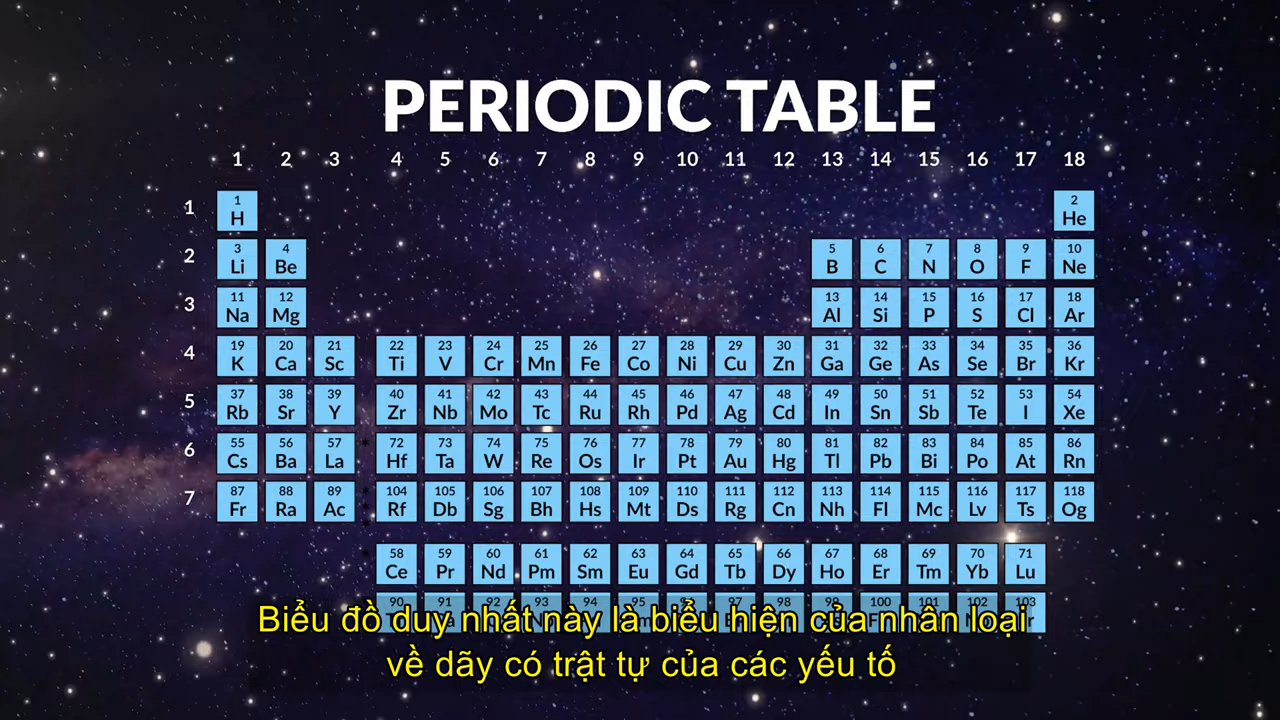 PERIODIC TABLE
1 2 3 4 5 6 7 8 9 10 11 12 13 14 15 16 17 18
1 1 H 2 He
2 3 Li 4 Be 5 B 6 C 7 N 8 O 9 F 10 Ne
3 11 Na 12 Mg 13 Al 14 Si 15 P 16 S 17 Cl 18 Ar
4 19 K 20 Ca 21 Sc 22 Ti 23 V 24 Cr 25 Mn 26 Fe 27 Co 28 Ni 29 Cu 30 Zn 31 Ga 32 Ge 33 As 34 Se 35 Br 36 Kr
5 37 Rb 38 Sr 39 Y 40 Zr 41 Nb 42 Mo 43 Tc 44 Ru 45 Rh 46 Pd 47 Ag 48 Cd 49 In 50 Sn 51 Sb 52 Te 53 I 54 Xe
6 55 Cs 56 Ba 57 La 72 Hf 73 Ta 74 W 75 Re 76 Os 77 Ir 78 Pt 79 Au 80 Hg 81 Tl 82 Pb 83 Bi 84 Po 85 At 86 Rn
7 87 Fr 88 Ra 89 Ac 104 Rf 105 Db 106 Sg 107 Bh 108 Hs 109 Mt 110 Ds 111 Rg 112 Cn 113 Nh 114 Fl 115 Mc 116 Lv 117 Ts 118 Og
58 Ce 59 Pr 60 Nd 61 Pm 62 Sm 63 Eu 64 Gd 65 Tb 66 Dy 67 Ho 68 Er 69 Tm 70 Yb 71 Lu
90 91 92 93 94 95 97 98 99 100 101 102 103
Biểu đồ duy nhất này là biểu hiện của nhân loại
về dãy có trật tự của các yếu tố